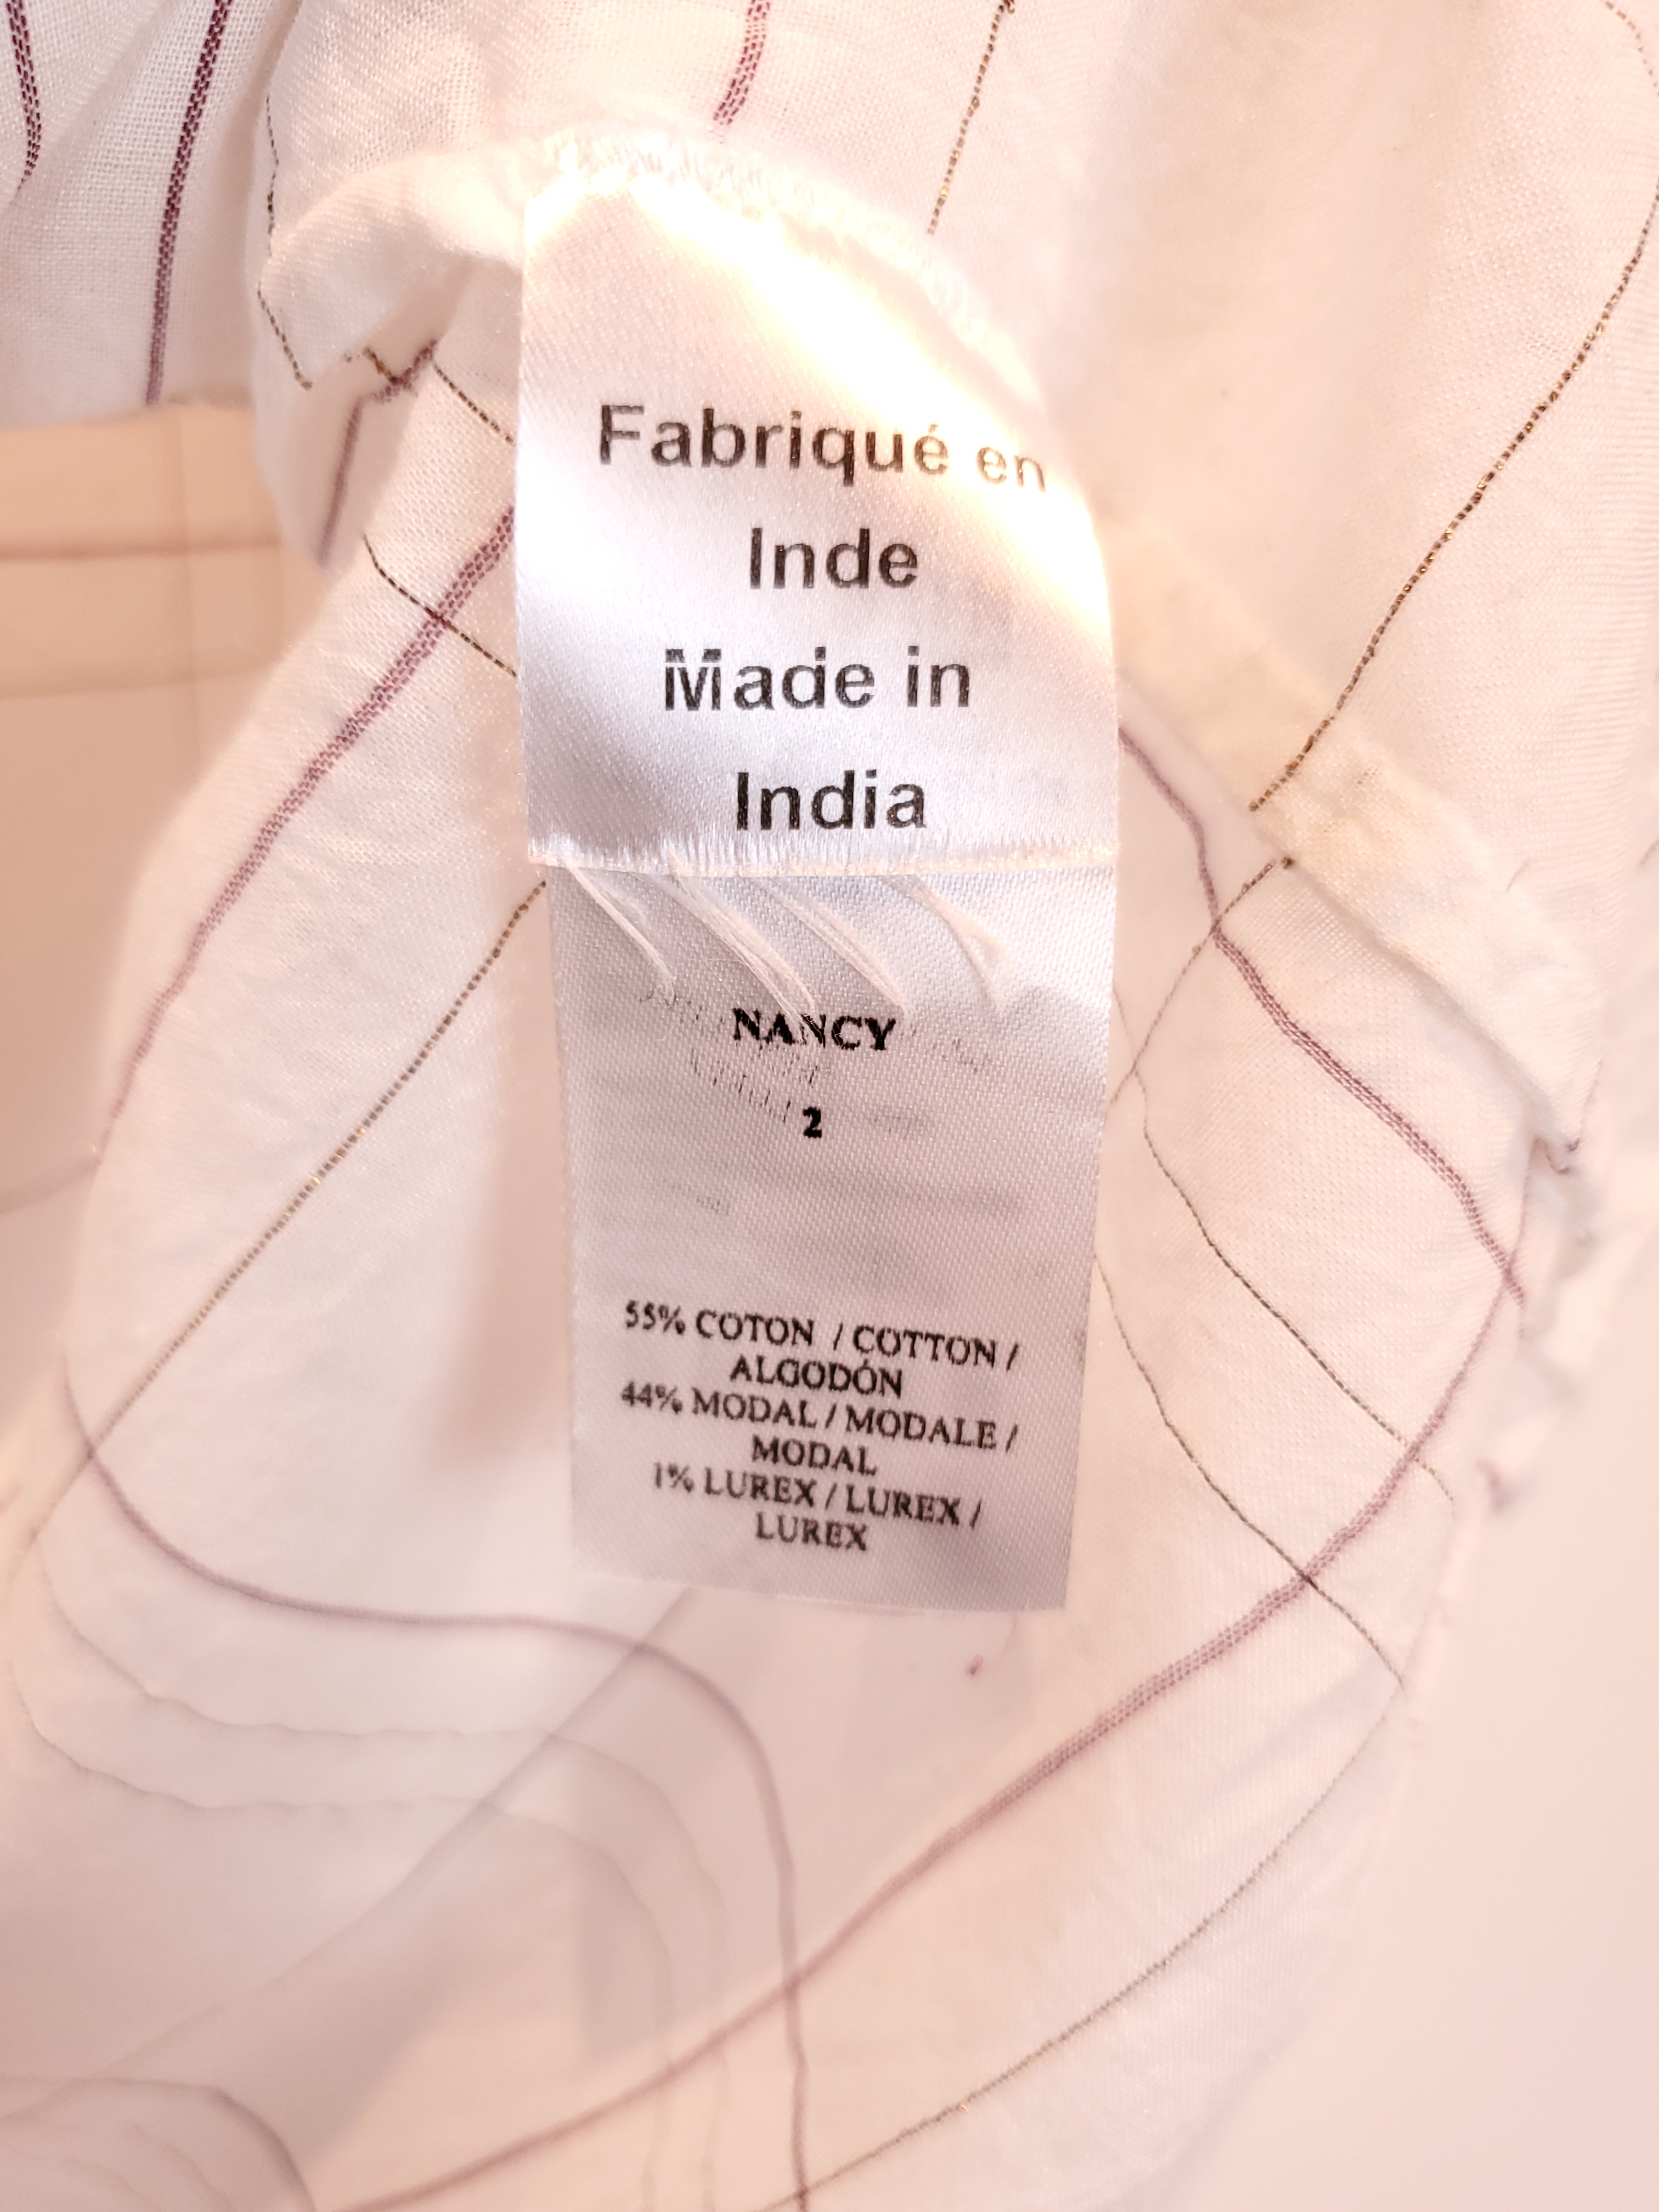 Fabriqué en
Inde
Made in
India
NANCY
2
55% COTON / COTTON /
ALGODÓN
44% MODAL / MODALE /
MODAL
1% LUREX / LUREX /
LUREX